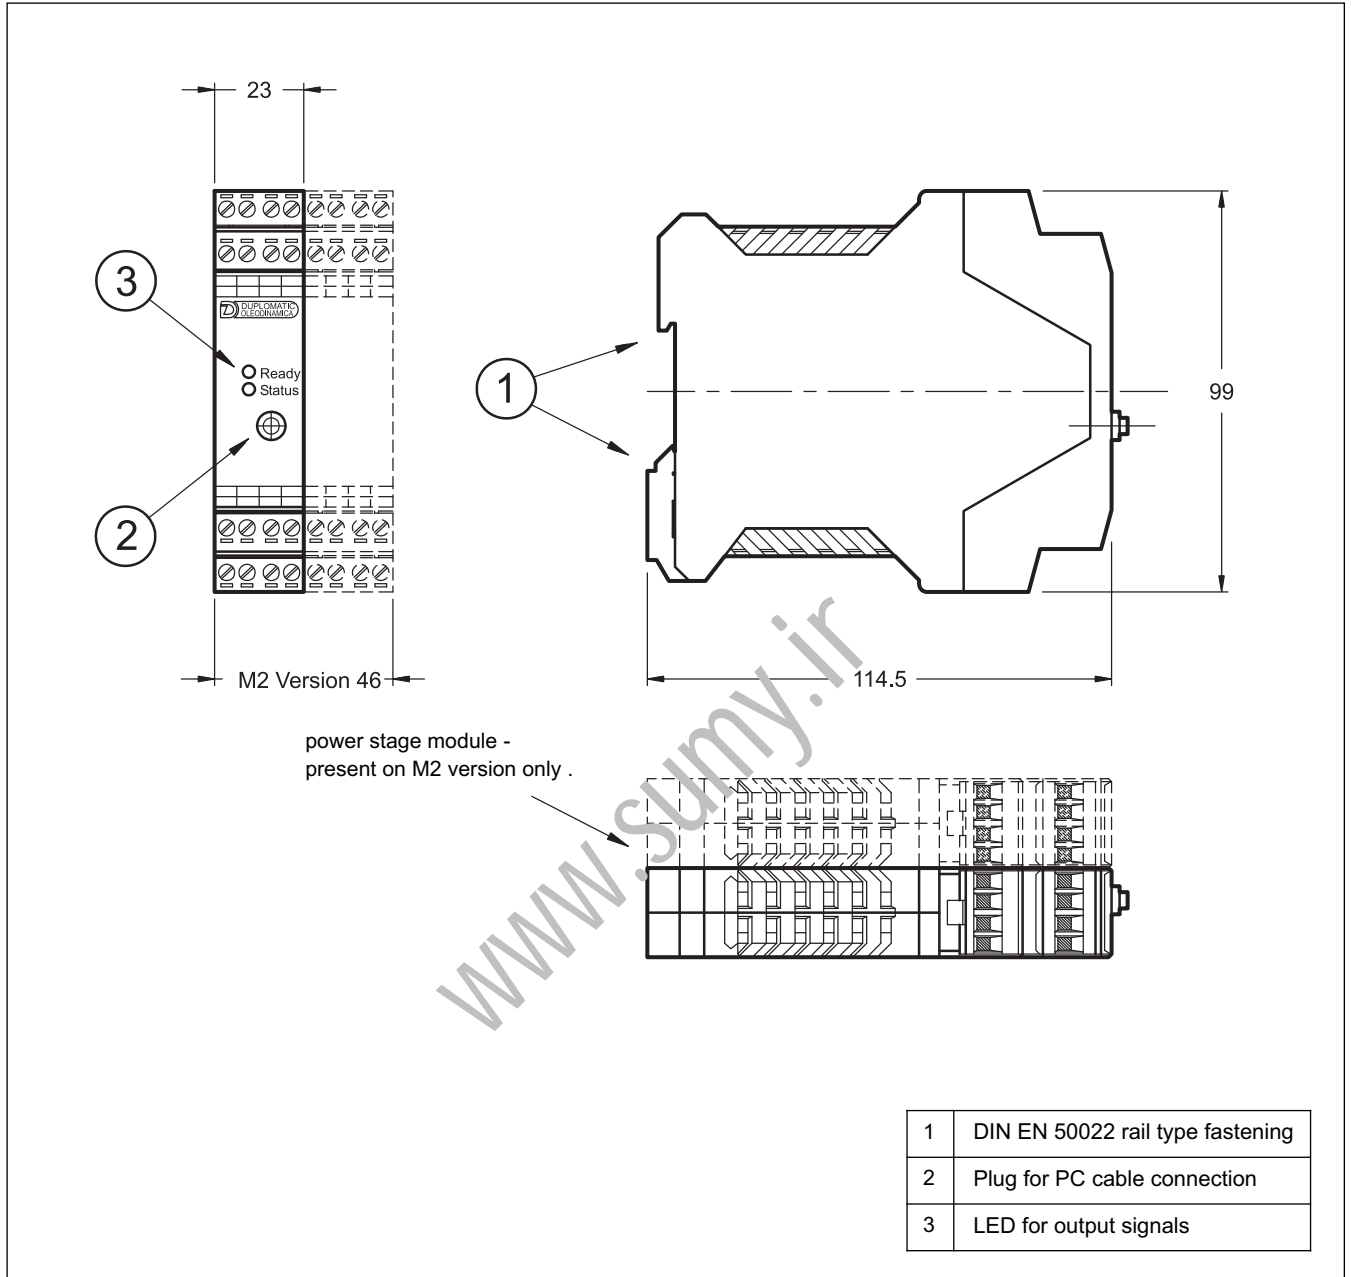 23
3
DUPLOMATIC
OLEODINAMICA
Ready
Status
1
99
2
M2 Version 46
114.5
power stage module -
present on M2 version only .
www.sumy.ir
1 DIN EN 50022 rail type fastening
2 Plug for PC cable connection
3 LED for output signals